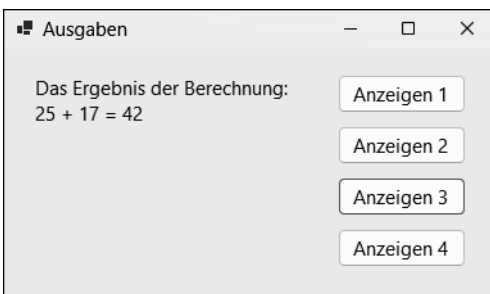 Ausgaben
Das Ergebnis der Berechnung:
25 + 17 = 42
Anzeigen 1
Anzeigen 2
Anzeigen 3
Anzeigen 4